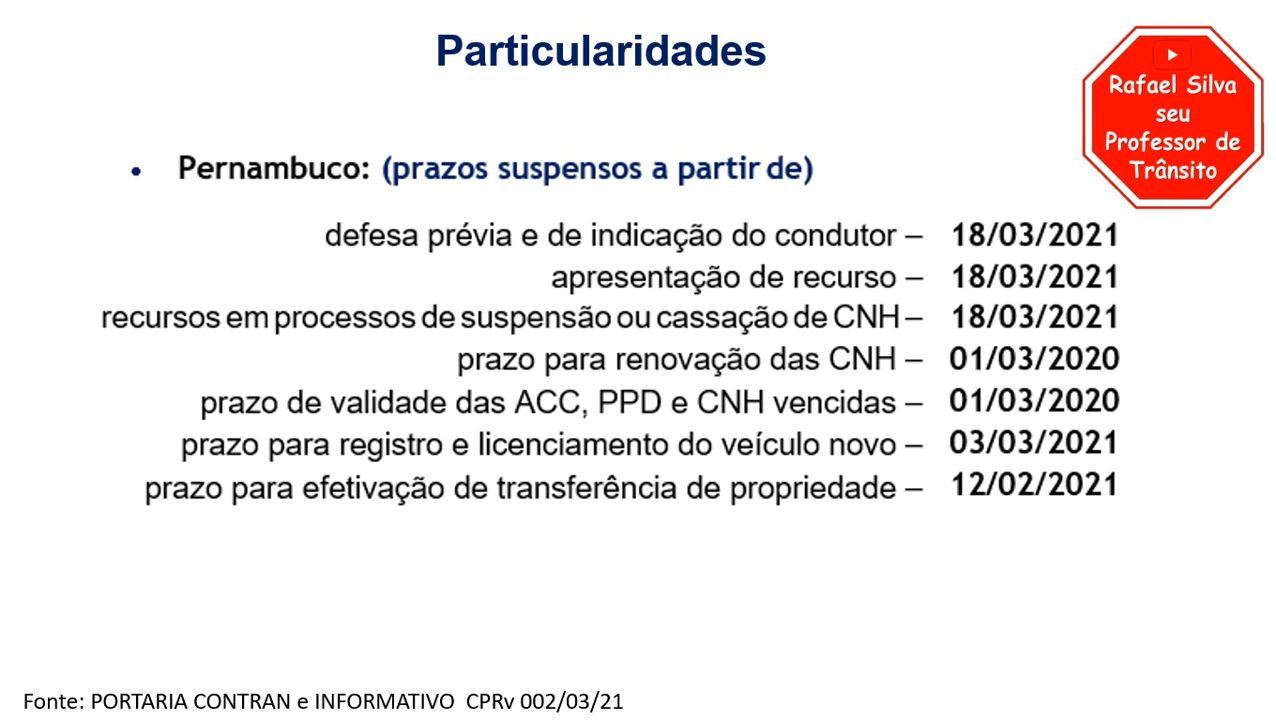 Particularidades
Rafael Silva
seu
Professor de
Trânsito
• Pernambuco: (prazos suspensos a partir de)
defesa prévia e de indicação do condutor – 18/03/2021
apresentação de recurso – 18/03/2021
recursos em processos de suspensão ou cassação de CNH – 18/03/2021
prazo para renovação das CNH – 01/03/2020
prazo de validade das ACC, PPD e CNH vencidas – 01/03/2020
prazo para registro e licenciamento do veículo novo – 03/03/2021
prazo para efetivação de transferência de propriedade – 12/02/2021
Fonte: PORTARIA CONTRAN e INFORMATIVO CPRv 002/03/21